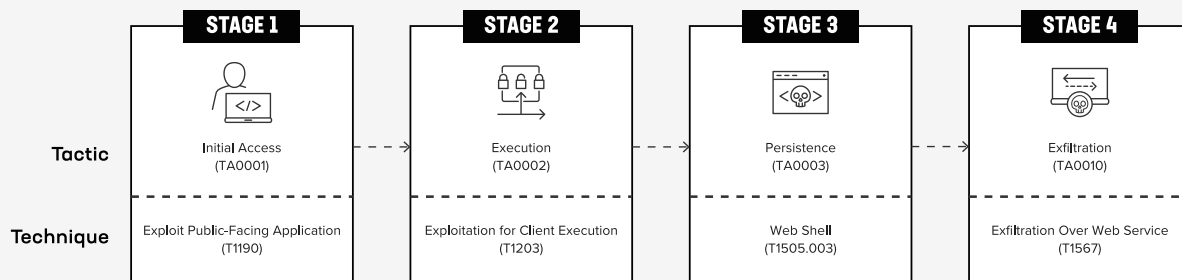 STAGE 1
STAGE 2
STAGE 3
STAGE 4
</>
< >
Tactic
Initial Access
(TA0001)
Execution
(TA0002)
Persistence
(TA0003)
Exfiltration
(TA0010)
Technique
Exploit Public-Facing Application
(T1190)
Exploitation for Client Execution
(T1203)
Web Shell
(T1505.003)
Exfiltration Over Web Service
(T1567)